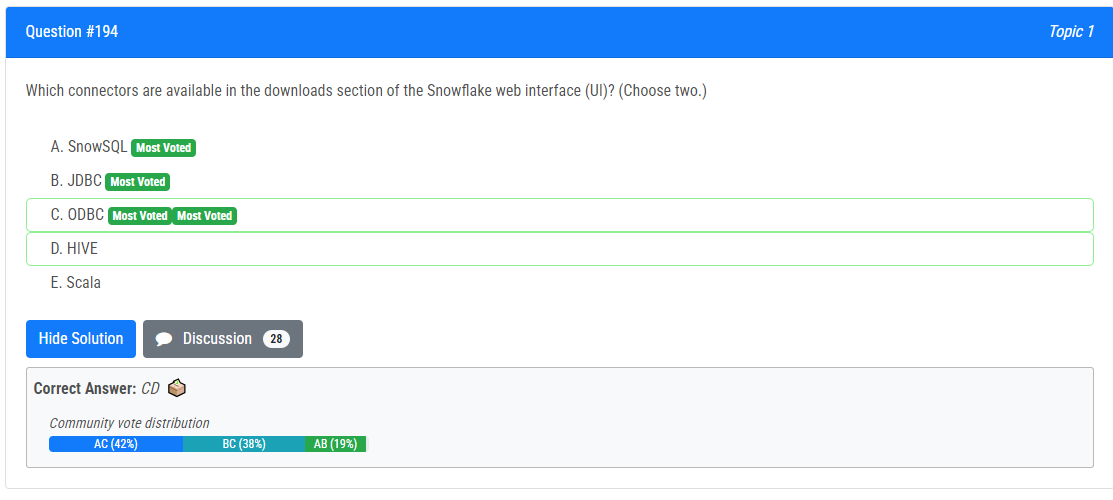 Question #194 Topic 1
Which connectors are available in the downloads section of the Snowflake web interface (UI)? (Choose two.)
A. SnowSQL Most Voted
B. JDBC Most Voted
C. ODBC Most Voted Most Voted
D. HIVE
E. Scala
Hide Solution Discussion 28
Correct Answer: CD
Community vote distribution
AC (42%) BC (38%) AB (19%)